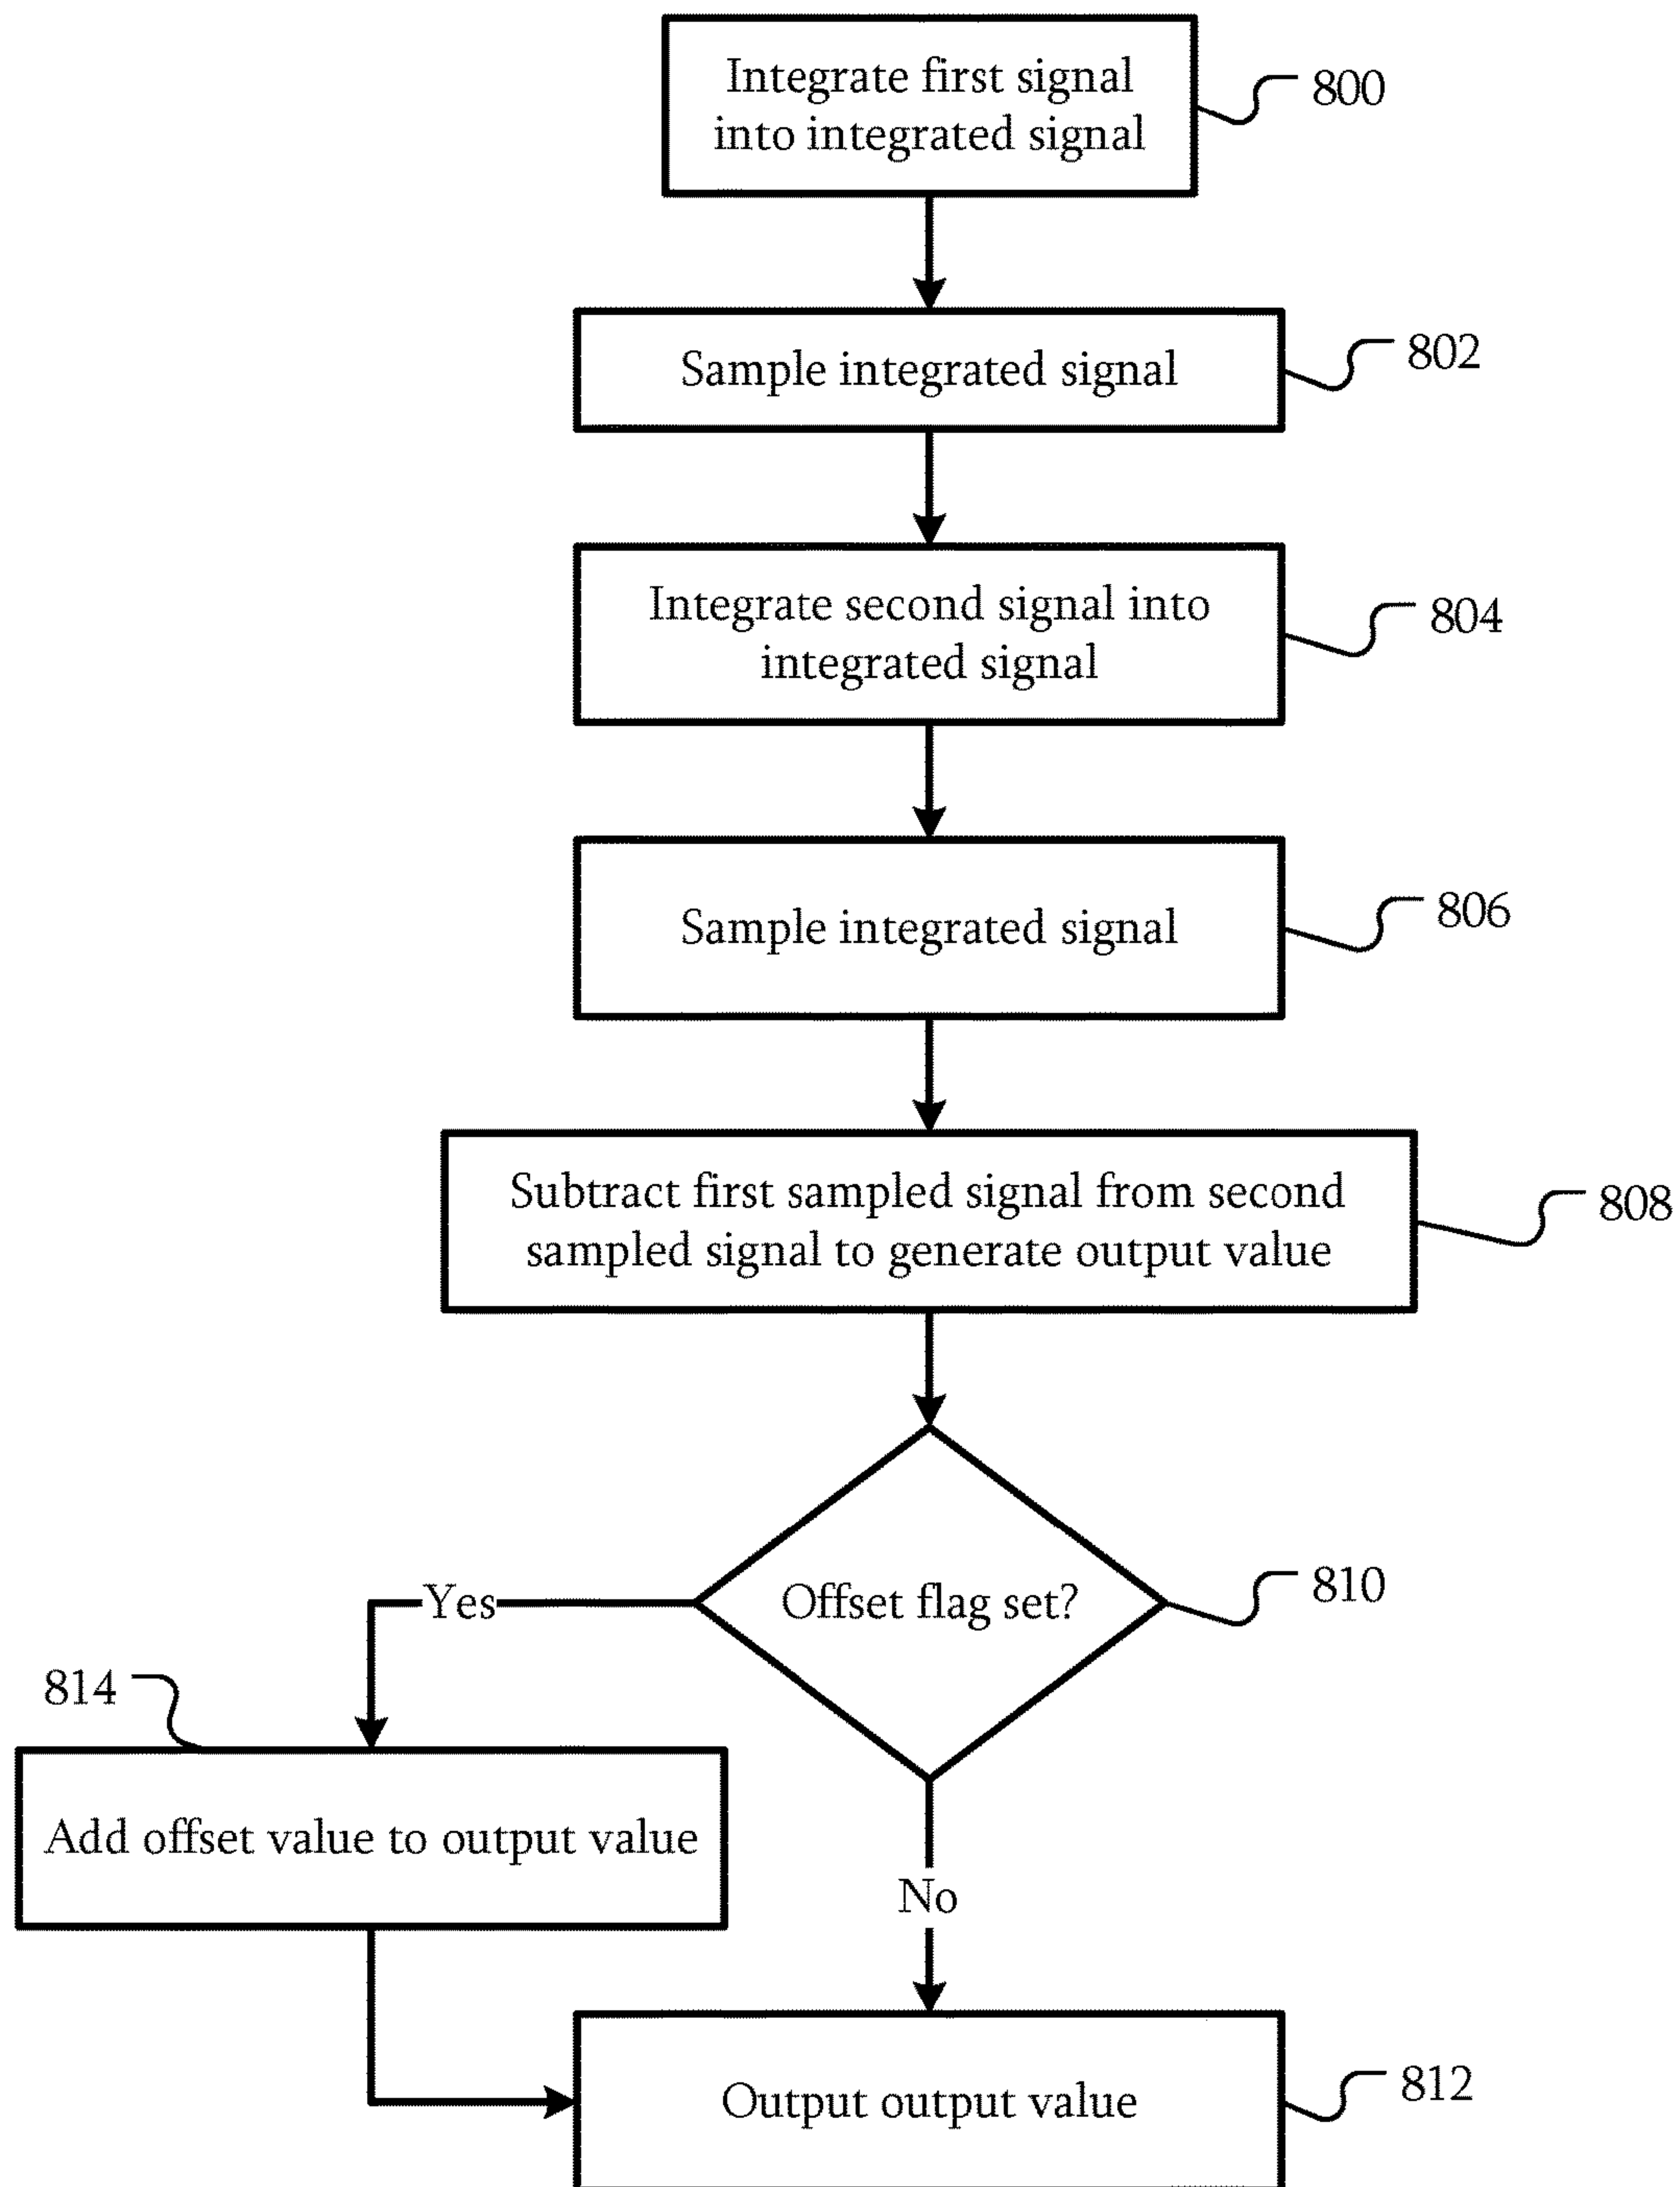 Integrate first signal
into integrated signal
800
Sample integrated signal
802
Integrate second signal into
integrated signal
804
Sample integrated signal
806
Subtract first sampled signal from second
sampled signal to generate output value
808
Offset flag set?
810
Yes
814
Add offset value to output value
No
Output output value
812